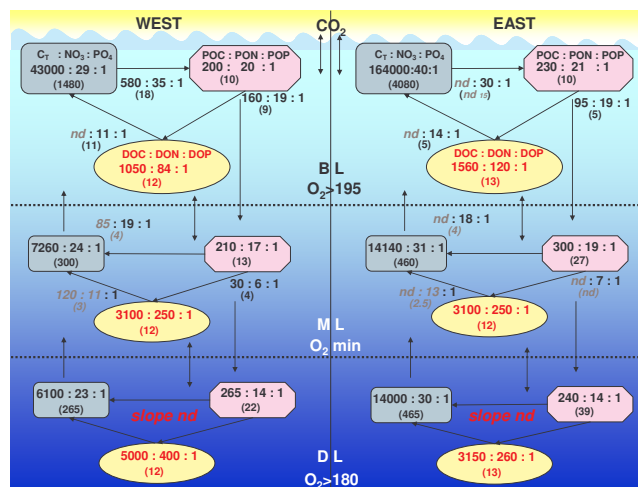 WEST
CO2
EAST
CT : NO3 : PO4
43000 : 29 : 1
(1480)
580 : 35 : 1
(18)
POC : PON : POP
200 : 20 : 1
(10)
160 : 19 : 1
(9)
nd : 11 : 1
(11)
DOC : DON : DOP
1050 : 84 : 1
(12)
CT : NO3 : PO4
164000:40:1
(4080)
nd : 30 : 1
(nd 15)
POC : PON : POP
230 : 21 : 1
(10)
95 : 19 : 1
(5)
nd : 14 : 1
(5)
DOC : DON : DOP
1560 : 120 : 1
(13)
BL
O2>195
85 : 19 : 1
(4)
7260 : 24 : 1
(300)
210 : 17 : 1
(13)
30 : 6 : 1
(4)
120 : 11 : 1
(3)
3100 : 250 : 1
(12)
nd : 18 : 1
(4)
14140 : 31 : 1
(460)
300 : 19 : 1
(27)
nd : 7 : 1
(nd)
nd : 13 : 1
(2.5)
3100 : 250 : 1
(12)
ML
O2 min
6100 : 23 : 1
(265)
slope nd
265 : 14 : 1
(22)
5000 : 400 : 1
(12)
14000 : 30 : 1
(465)
slope nd
240 : 14 : 1
(39)
3150 : 260 : 1
(13)
DL
O2>180